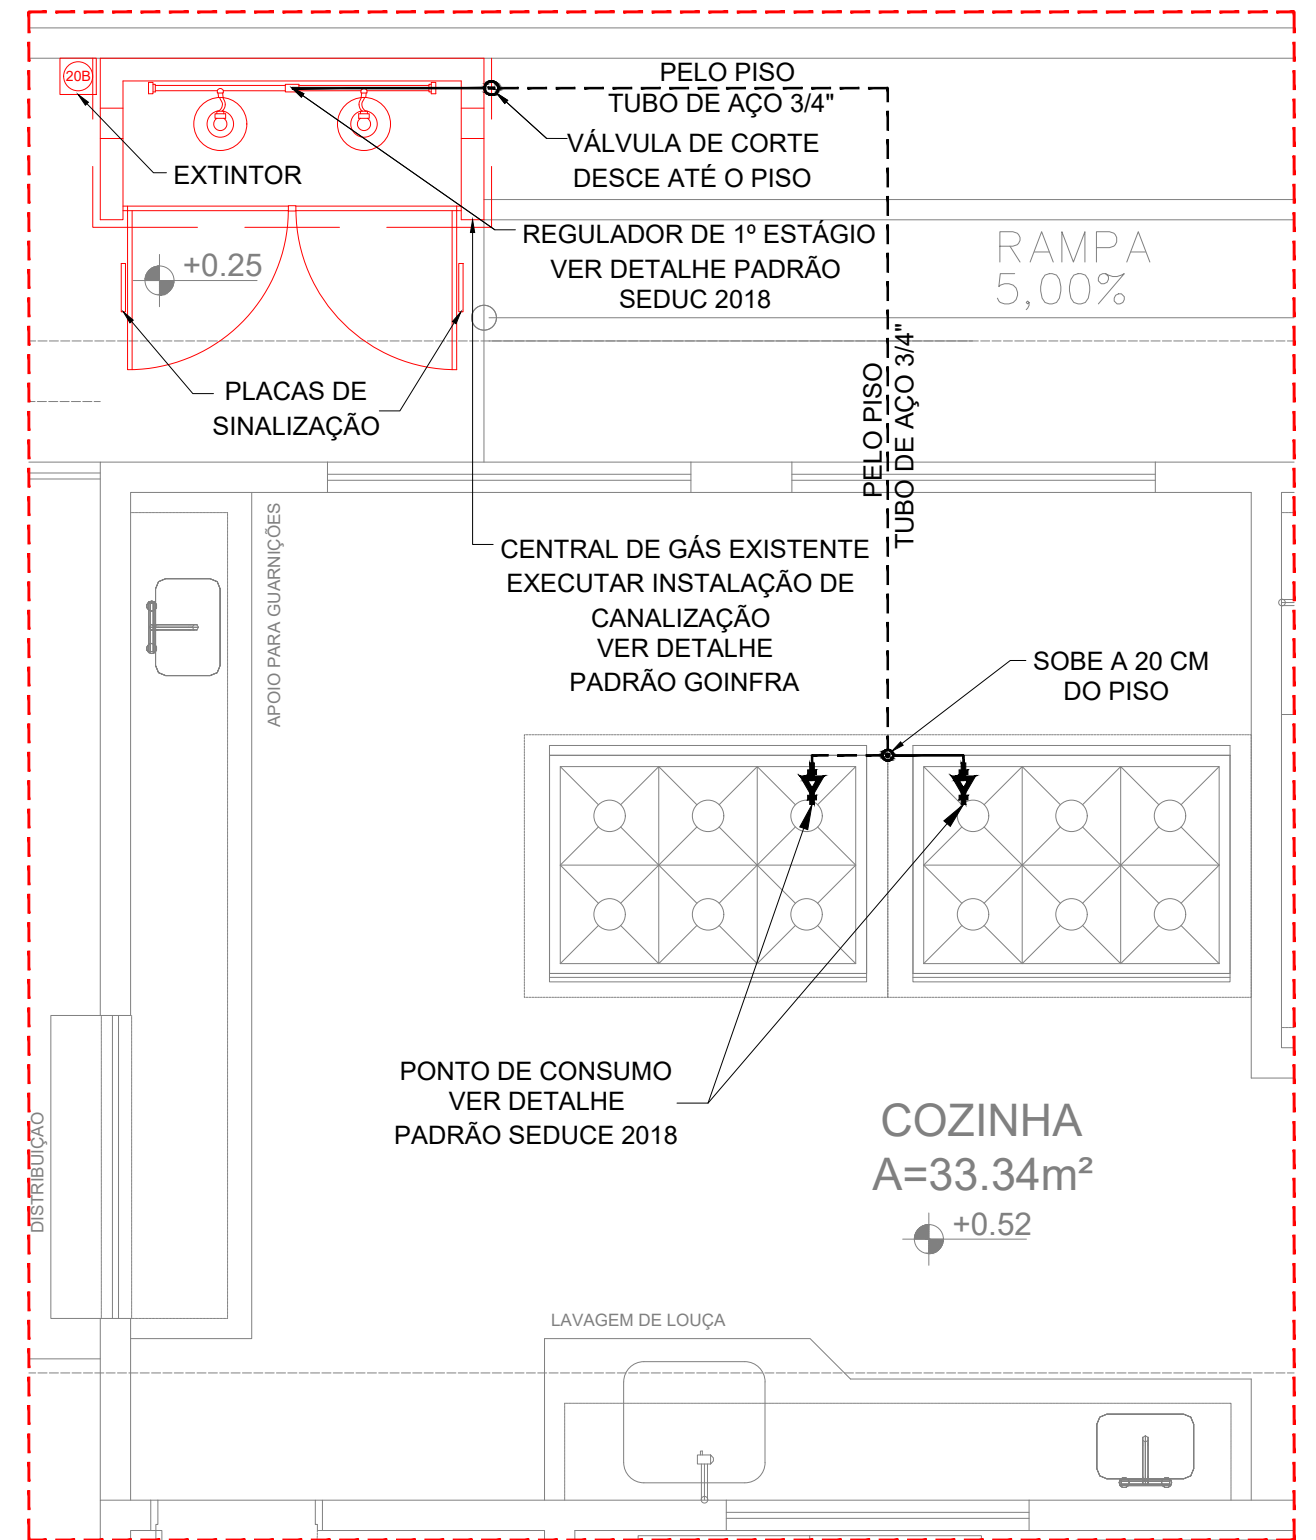 20B
PELO PISO
TUBO DE AÇO 3/4"
VÁLVULA DE CORTE
DESCE ATÉ O PISO
EXTINTOR
REGULADOR DE 1º ESTÁGIO
VER DETALHE PADRÃO
SEDUC 2018
+0.25
RAMPA
5,00%
PELO PISO
TUBO DE AÇO 3/4"
PLACAS DE
SINALIZAÇÃO
APOIO PARA GUARNIÇÕES
CENTRAL DE GÁS EXISTENTE
EXECUTAR INSTALAÇÃO DE
CANALIZAÇÃO
VER DETALHE
PADRÃO GOINFRA
SOBE A 20 CM
DO PISO
PONTO DE CONSUMO
VER DETALHE
PADRÃO SEDUCE 2018
COZINHA
A=33.34m²
+0.52
DISTRIBUIÇÃO
LAVAGEM DE LOUÇA